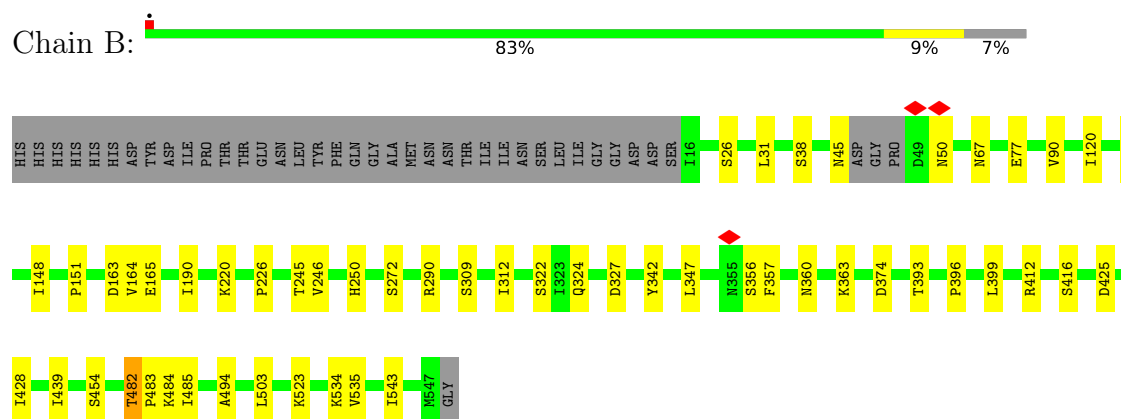 Chain B:
83% 9% 7%
HIS HIS HIS HIS HIS HIS ASP TYR ASP ILE PRO THR THR GLU ASN LEU TYR PHE GLN GLY ALA MET ASN ASN THR ILE ILE ASN SER LEU ILE GLY GLY ASP ASP SER I16 S26 L31 S38 N45 ASP GLY PRO D49 N50 N67 E77 V90 I120
I148 P151 D163 V164 E165 I190 K220 P226 T245 V246 H250 S272 R290 S309 I312 S322 I323 Q324 D327 Y342 L347 N355 S356 F357 N360 K363 D374 T393 P396 L399 R412 S416 D425
I428 I439 S454 T482 P483 K484 I485 A494 L503 K523 K534 V535 I543 M547 GLY